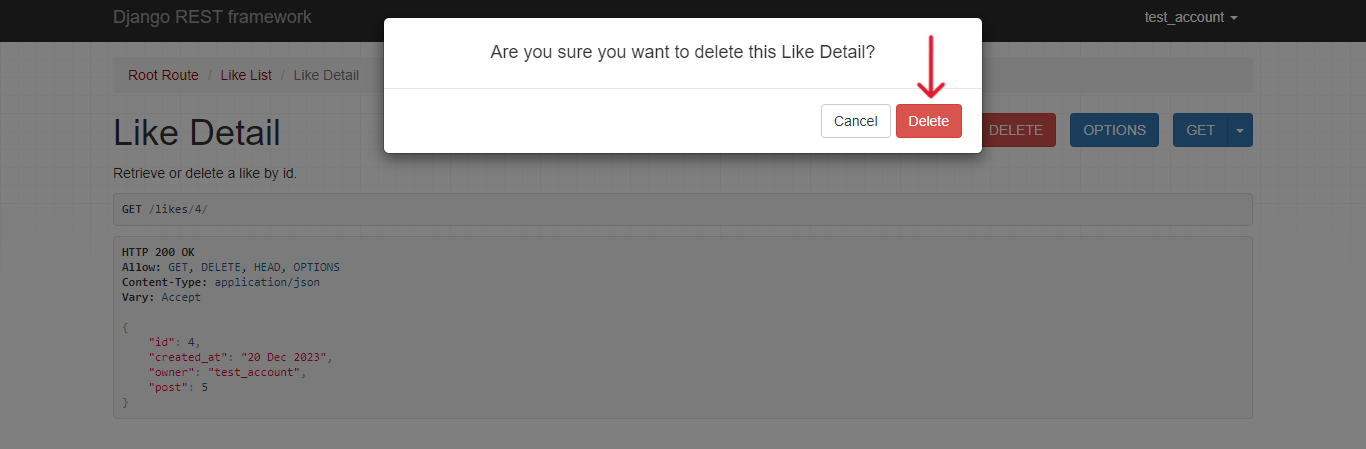 Django REST framework
test_account
Are you sure you want to delete this Like Detail?
Cancel Delete
Root Route / Like List / Like Detail
Like Detail
DELETE OPTIONS GET
Retrieve or delete a like by id.
GET /likes/4/
HTTP 200 OK
Allow: GET, DELETE, HEAD, OPTIONS
Content-Type: application/json
Vary: Accept
{
    "id": 4,
    "created_at": "20 Dec 2023",
    "owner": "test_account",
    "post": 5
}